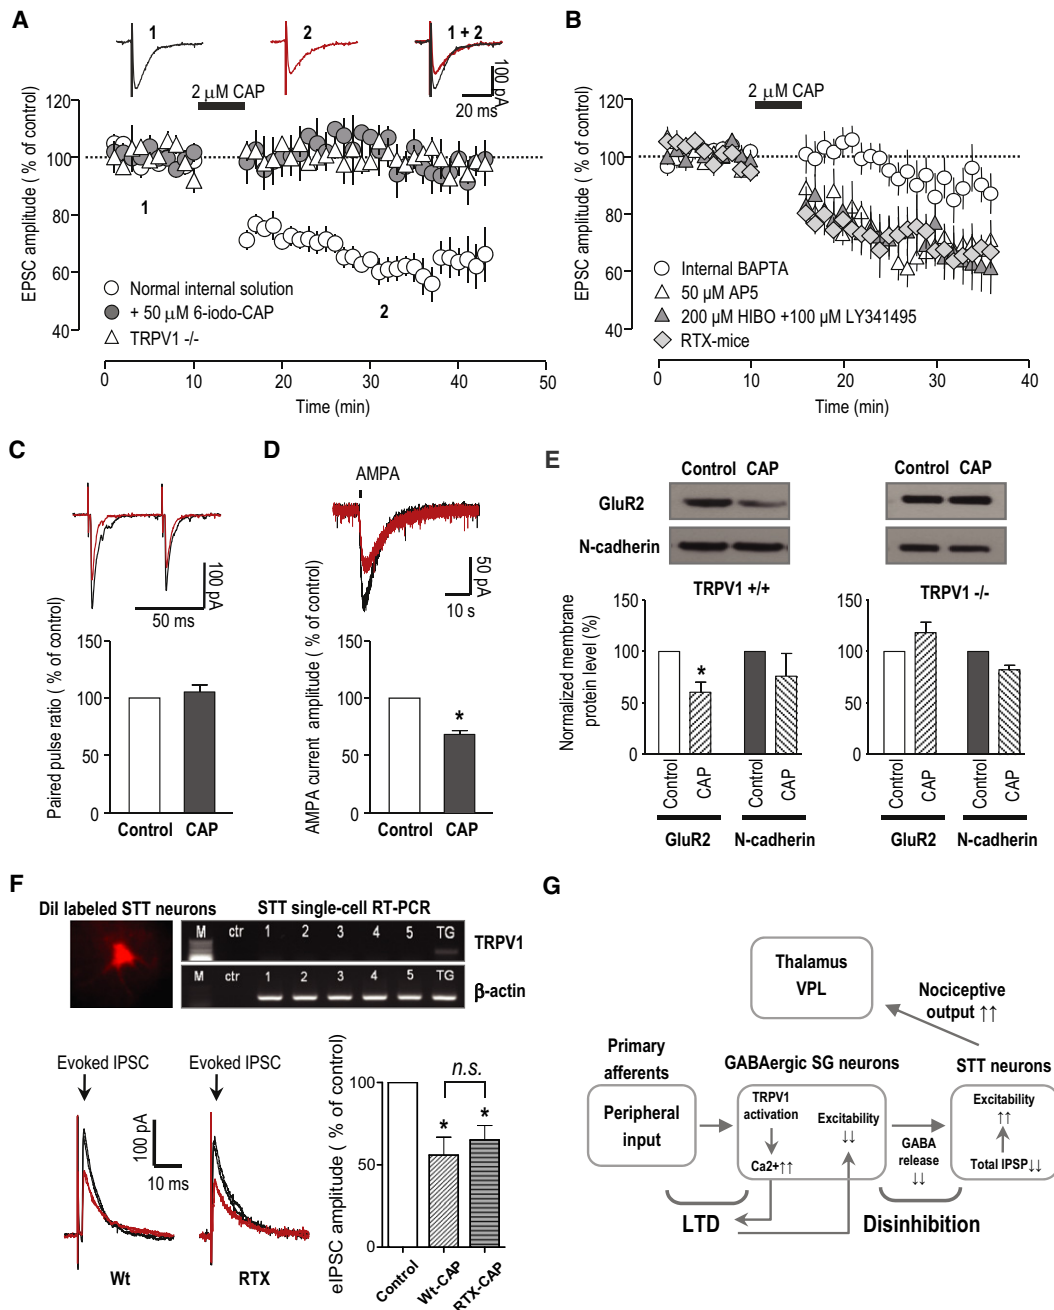 A
1
2
1 + 2
100 pA
20 ms
2 µM CAP
EPSC amplitude ( % of control)
120
100
80
60
40
1
2
Normal internal solution
+ 50 µM 6-iodo-CAP
TRPV1 -/-
0 10 20 30 40 50
Time (min)
B
2 µM CAP
EPSC amplitude ( % of control)
120
100
80
60
40
Internal BAPTA
50 µM AP5
200 µM HIBO +100 µM LY341495
RTX-mice
0 10 20 30 40
Time (min)
C
100 pA
50 ms
Paired pulse ratio ( % of control)
150
100
50
0
Control CAP
D
AMPA
50 pA
10 s
AMPA current amplitude ( % of control)
150
100
50
0
*
Control CAP
E
Control CAP
Control CAP
GluR2
N-cadherin
TRPV1 +/+
TRPV1 -/-
Normalized membrane
protein level (%)
150
100
50
0
*
Control
CAP
Control
CAP
GluR2 N-cadherin
150
100
50
0
Control
CAP
Control
CAP
GluR2 N-cadherin
F
DiI labeled STT neurons
STT single-cell RT-PCR
M ctr 1 2 3 4 5 TG
TRPV1
M ctr 1 2 3 4 5 TG
β-actin
Evoked IPSC
Evoked IPSC
100 pA
10 ms
Wt
RTX
eIPSC amplitude ( % of control)
100
50
0
n.s.
*
*
Control
Wt-CAP
RTX-CAP
G
Thalamus
VPL
Nociceptive
output ↑↑
Primary
afferents
GABAergic SG neurons
STT neurons
Peripheral
input
TRPV1
activation
Ca2+↑↑
Excitability
↓↓
GABA
release
↓↓
Excitability
↑↑
Total IPSP↓↓
LTD
Disinhibition